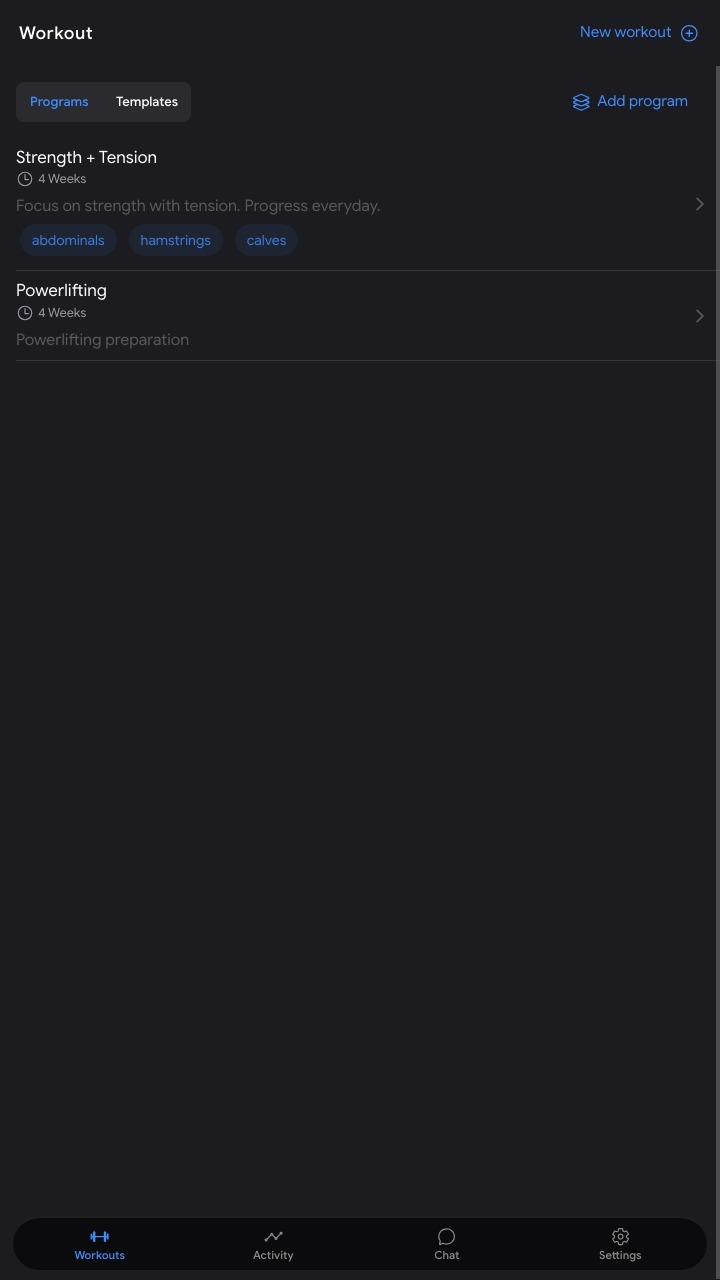 Workout
New workout
Programs Templates
Add program
Strength + Tension
4 Weeks
Focus on strength with tension. Progress everyday.
abdominals hamstrings calves
Powerlifting
4 Weeks
Powerlifting preparation
Workouts Activity Chat Settings